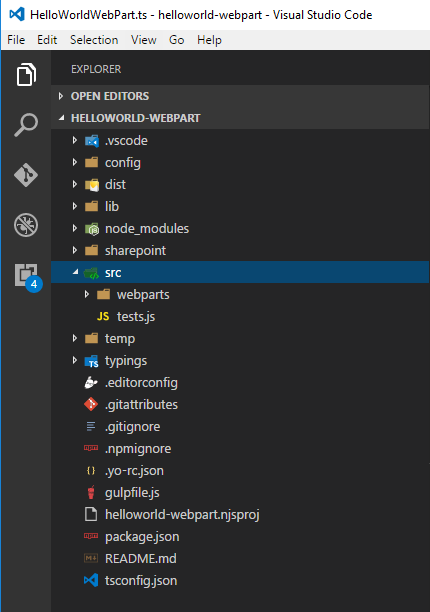 HelloWorldWebPart.ts - helloworld-webpart - Visual Studio Code
File Edit Selection View Go Help
EXPLORER
OPEN EDITORS
HELLOWORLD-WEBPART
.vscode
config
dist
lib
node_modules
sharepoint
src
4
webparts
JS tests.js
temp
TS typings
.editorconfig
.gitattributes
.gitignore
npm .npmignore
{ } .yo-rc.json
gulpfile.js
helloworld-webpart.njsproj
npm package.json
M README.md
tsconfig.json